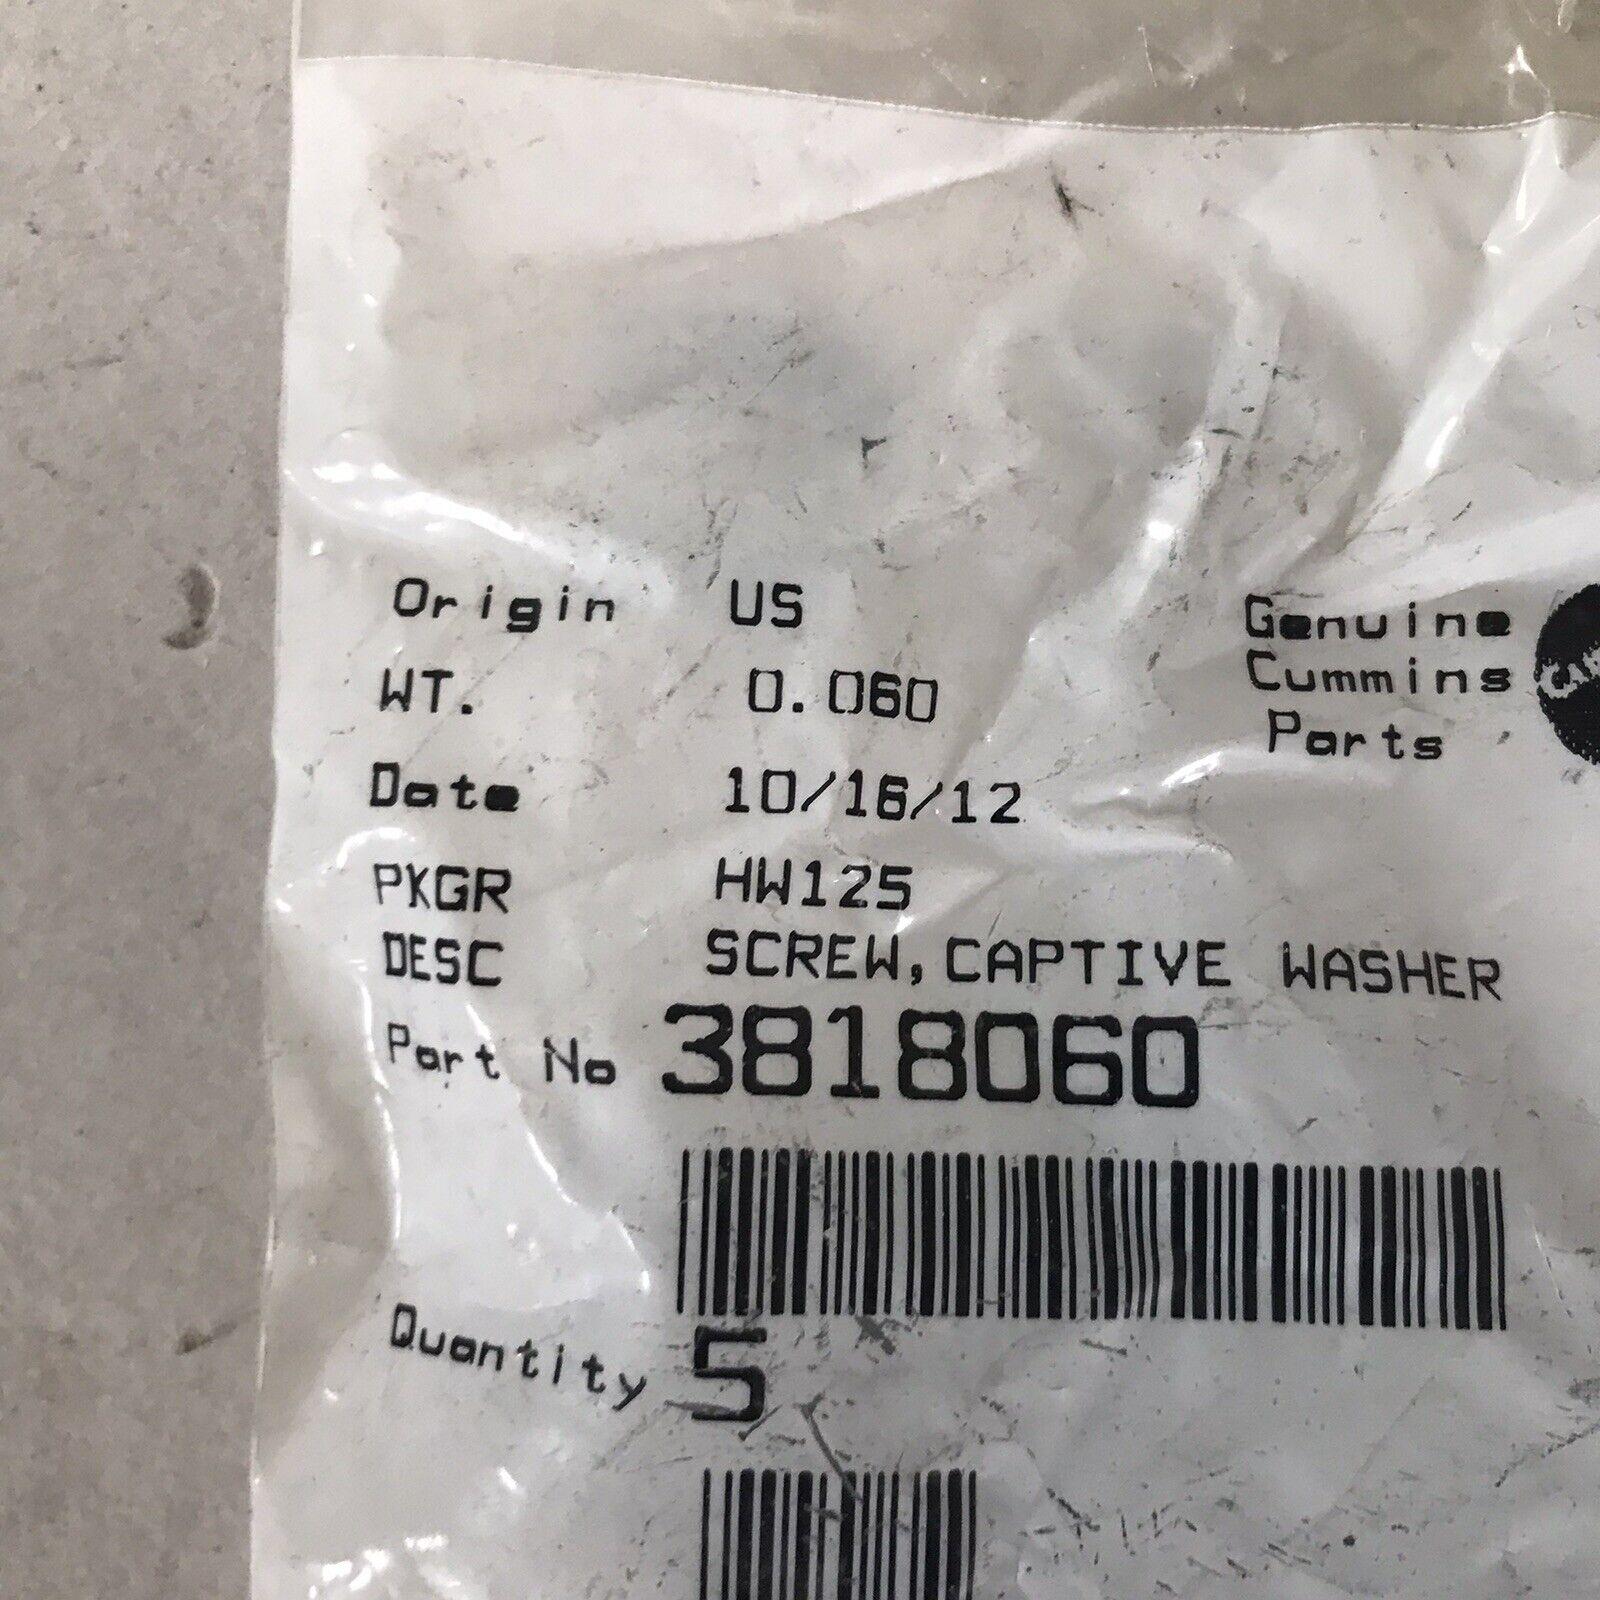 Origin US
WT. 0.060
Date 10/16/12
PKGR HW125
DESC SCREW, CAPTIVE WASHER
Part No 3818060
Quantity 5
Genuine
Cummins
Parts